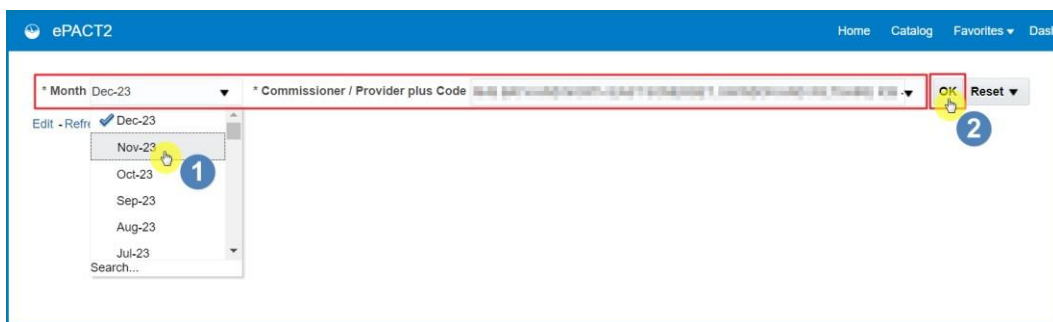 ePACT2 Home Catalog Favorites Dash
* Month Dec-23 * Commissioner / Provider plus Code OK Reset
Edit - Refre Dec-23
Nov-23
1
2
Oct-23
Sep-23
Aug-23
Jul-23
Search...